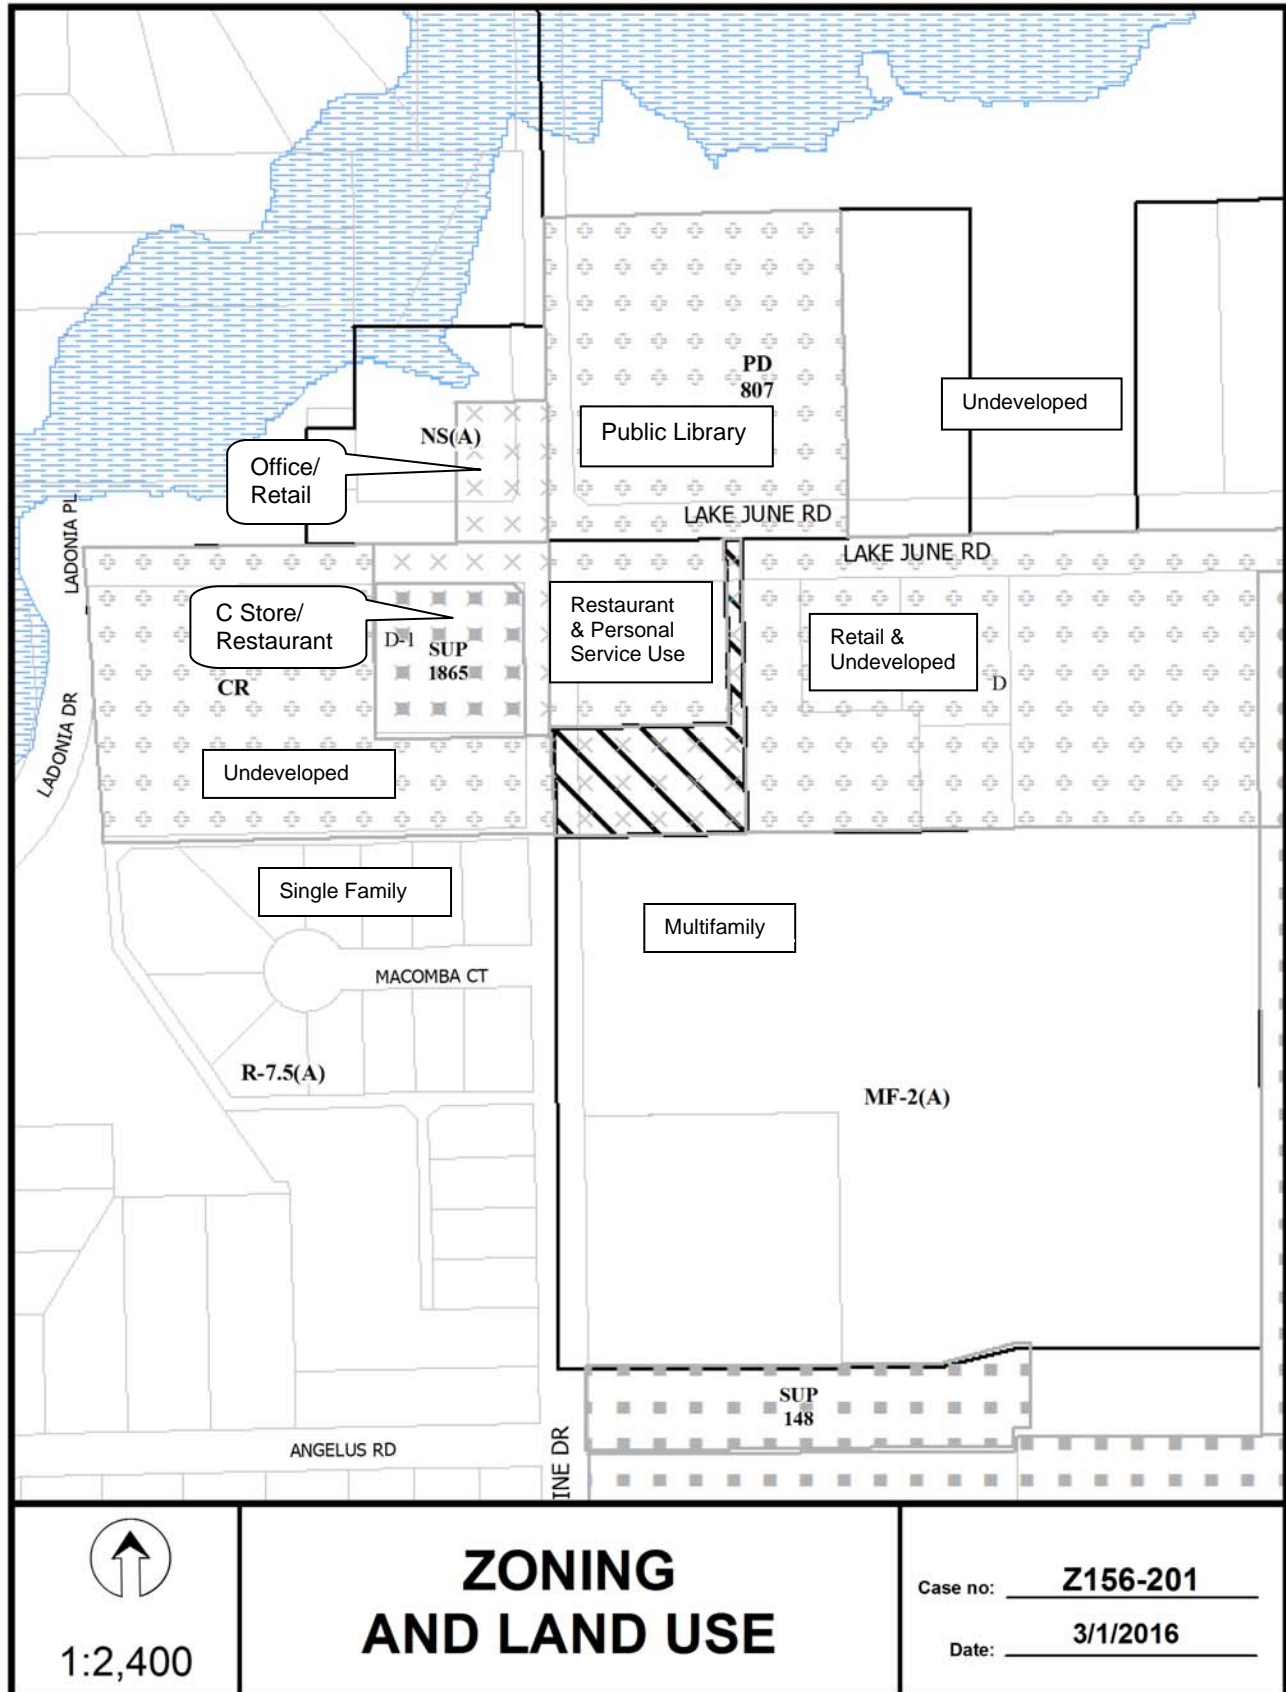 PD
807
Undeveloped
NS(A)
Public Library
Office/
Retail
LADONIA PL
LAKE JUNE RD
LAKE JUNE RD
C Store/
Restaurant
D-1
SUP
1865
Restaurant
& Personal
Service Use
Retail &
Undeveloped
CR
D
LADONIA DR
Undeveloped
Single Family
Multifamily
MACOMBA CT
R-7.5(A)
MF-2(A)
SUP
148
ANGELUS RD
INE DR
1:2,400
ZONING
AND LAND USE
Case no: Z156-201
Date: 3/1/2016